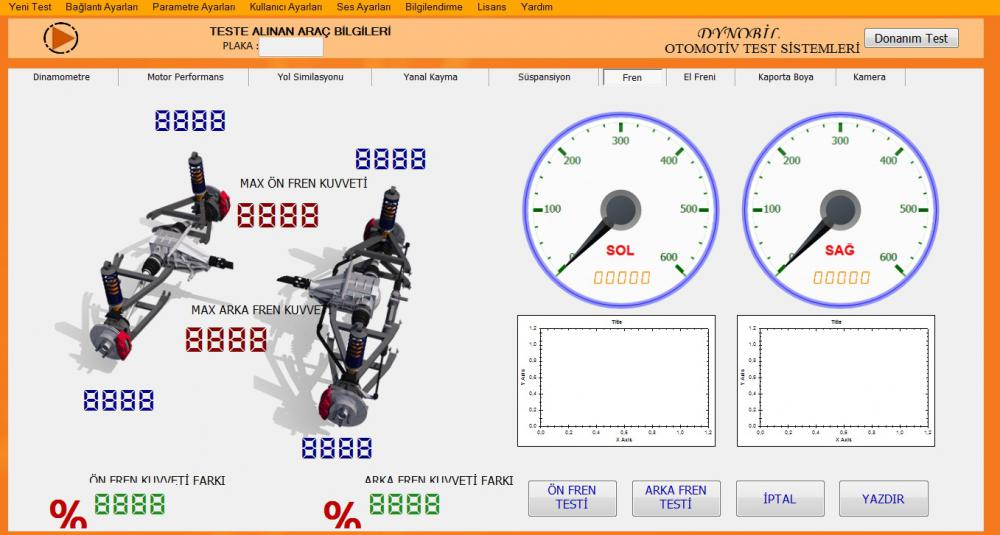 Yeni Test Bağlantı Ayarları Parametre Ayarları Kullanıcı Ayarları Ses Ayarları Bilgilendirme Lisans Yardım
TESTE ALINAN ARAÇ BİLGİLERİ
PLAKA :
DYNOBİL
OTOMOTİV TEST SİSTEMLERİ
Donanım Test
Dinamometre Motor Performans Yol Similasyonu Yanal Kayma Süspansiyon Fren El Freni Kaporta Boya Kamera
8888
8888
MAX ÖN FREN KUVVETİ
8888
MAX ARKA FREN KUVVETİ
8888
8888
8888
ÖN FREN KUVVETİ FARKI
% 8888
ARKA FREN KUVVETİ FARKI
% 8888
0 100 200 300 400 500 600
SOL
00000
0 100 200 300 400 500 600
SAĞ
00000
Title
Y Axis
1,2
1,0
0,8
0,6
0,4
0,2
0,0
0,0 0,2 0,4 0,6 0,8 1,0 1,2
X Axis
Title
Y Axis
1,2
1,0
0,8
0,6
0,4
0,2
0,0
0,0 0,2 0,4 0,6 0,8 1,0 1,2
X Axis
ÖN FREN
TESTİ
ARKA FREN
TESTİ
İPTAL
YAZDIR